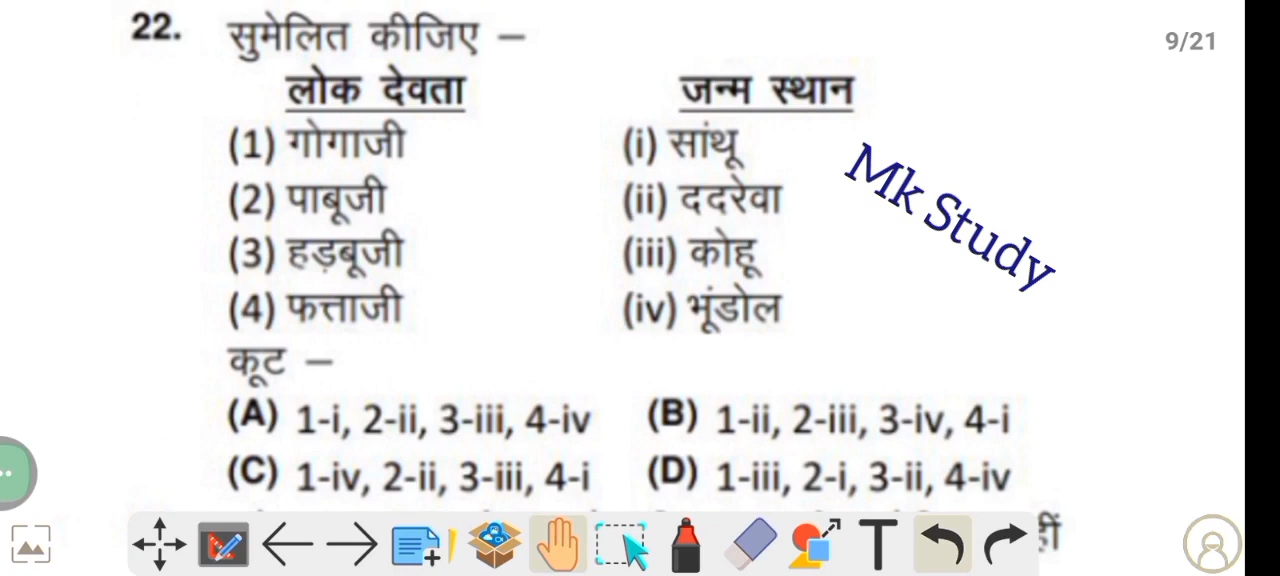 22. सुमेलित कीजिए –
9/21
लोक देवता जन्म स्थान
(1) गोगाजी (i) सांथू
(2) पाबूजी (ii) ददरेवा
(3) हड़बूजी (iii) कोहू
(4) फत्ताजी (iv) भूंडोल
Mk Study
कूट –
(A) 1-i, 2-ii, 3-iii, 4-iv (B) 1-ii, 2-iii, 3-iv, 4-i
(C) 1-iv, 2-ii, 3-iii, 4-i (D) 1-iii, 2-i, 3-ii, 4-iv